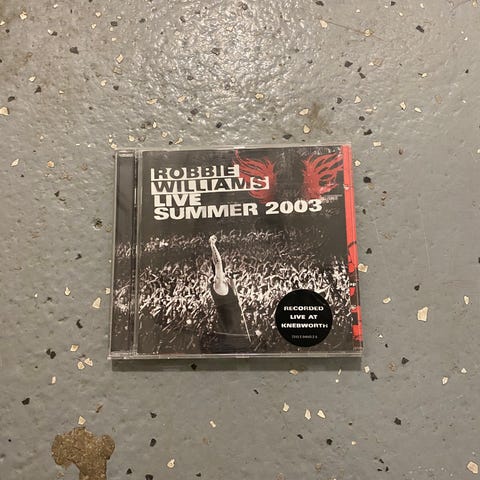 ROBBIE
WILLIAMS
LIVE
SUMMER 2003
RECORDED
LIVE AT
KNEBWORTH